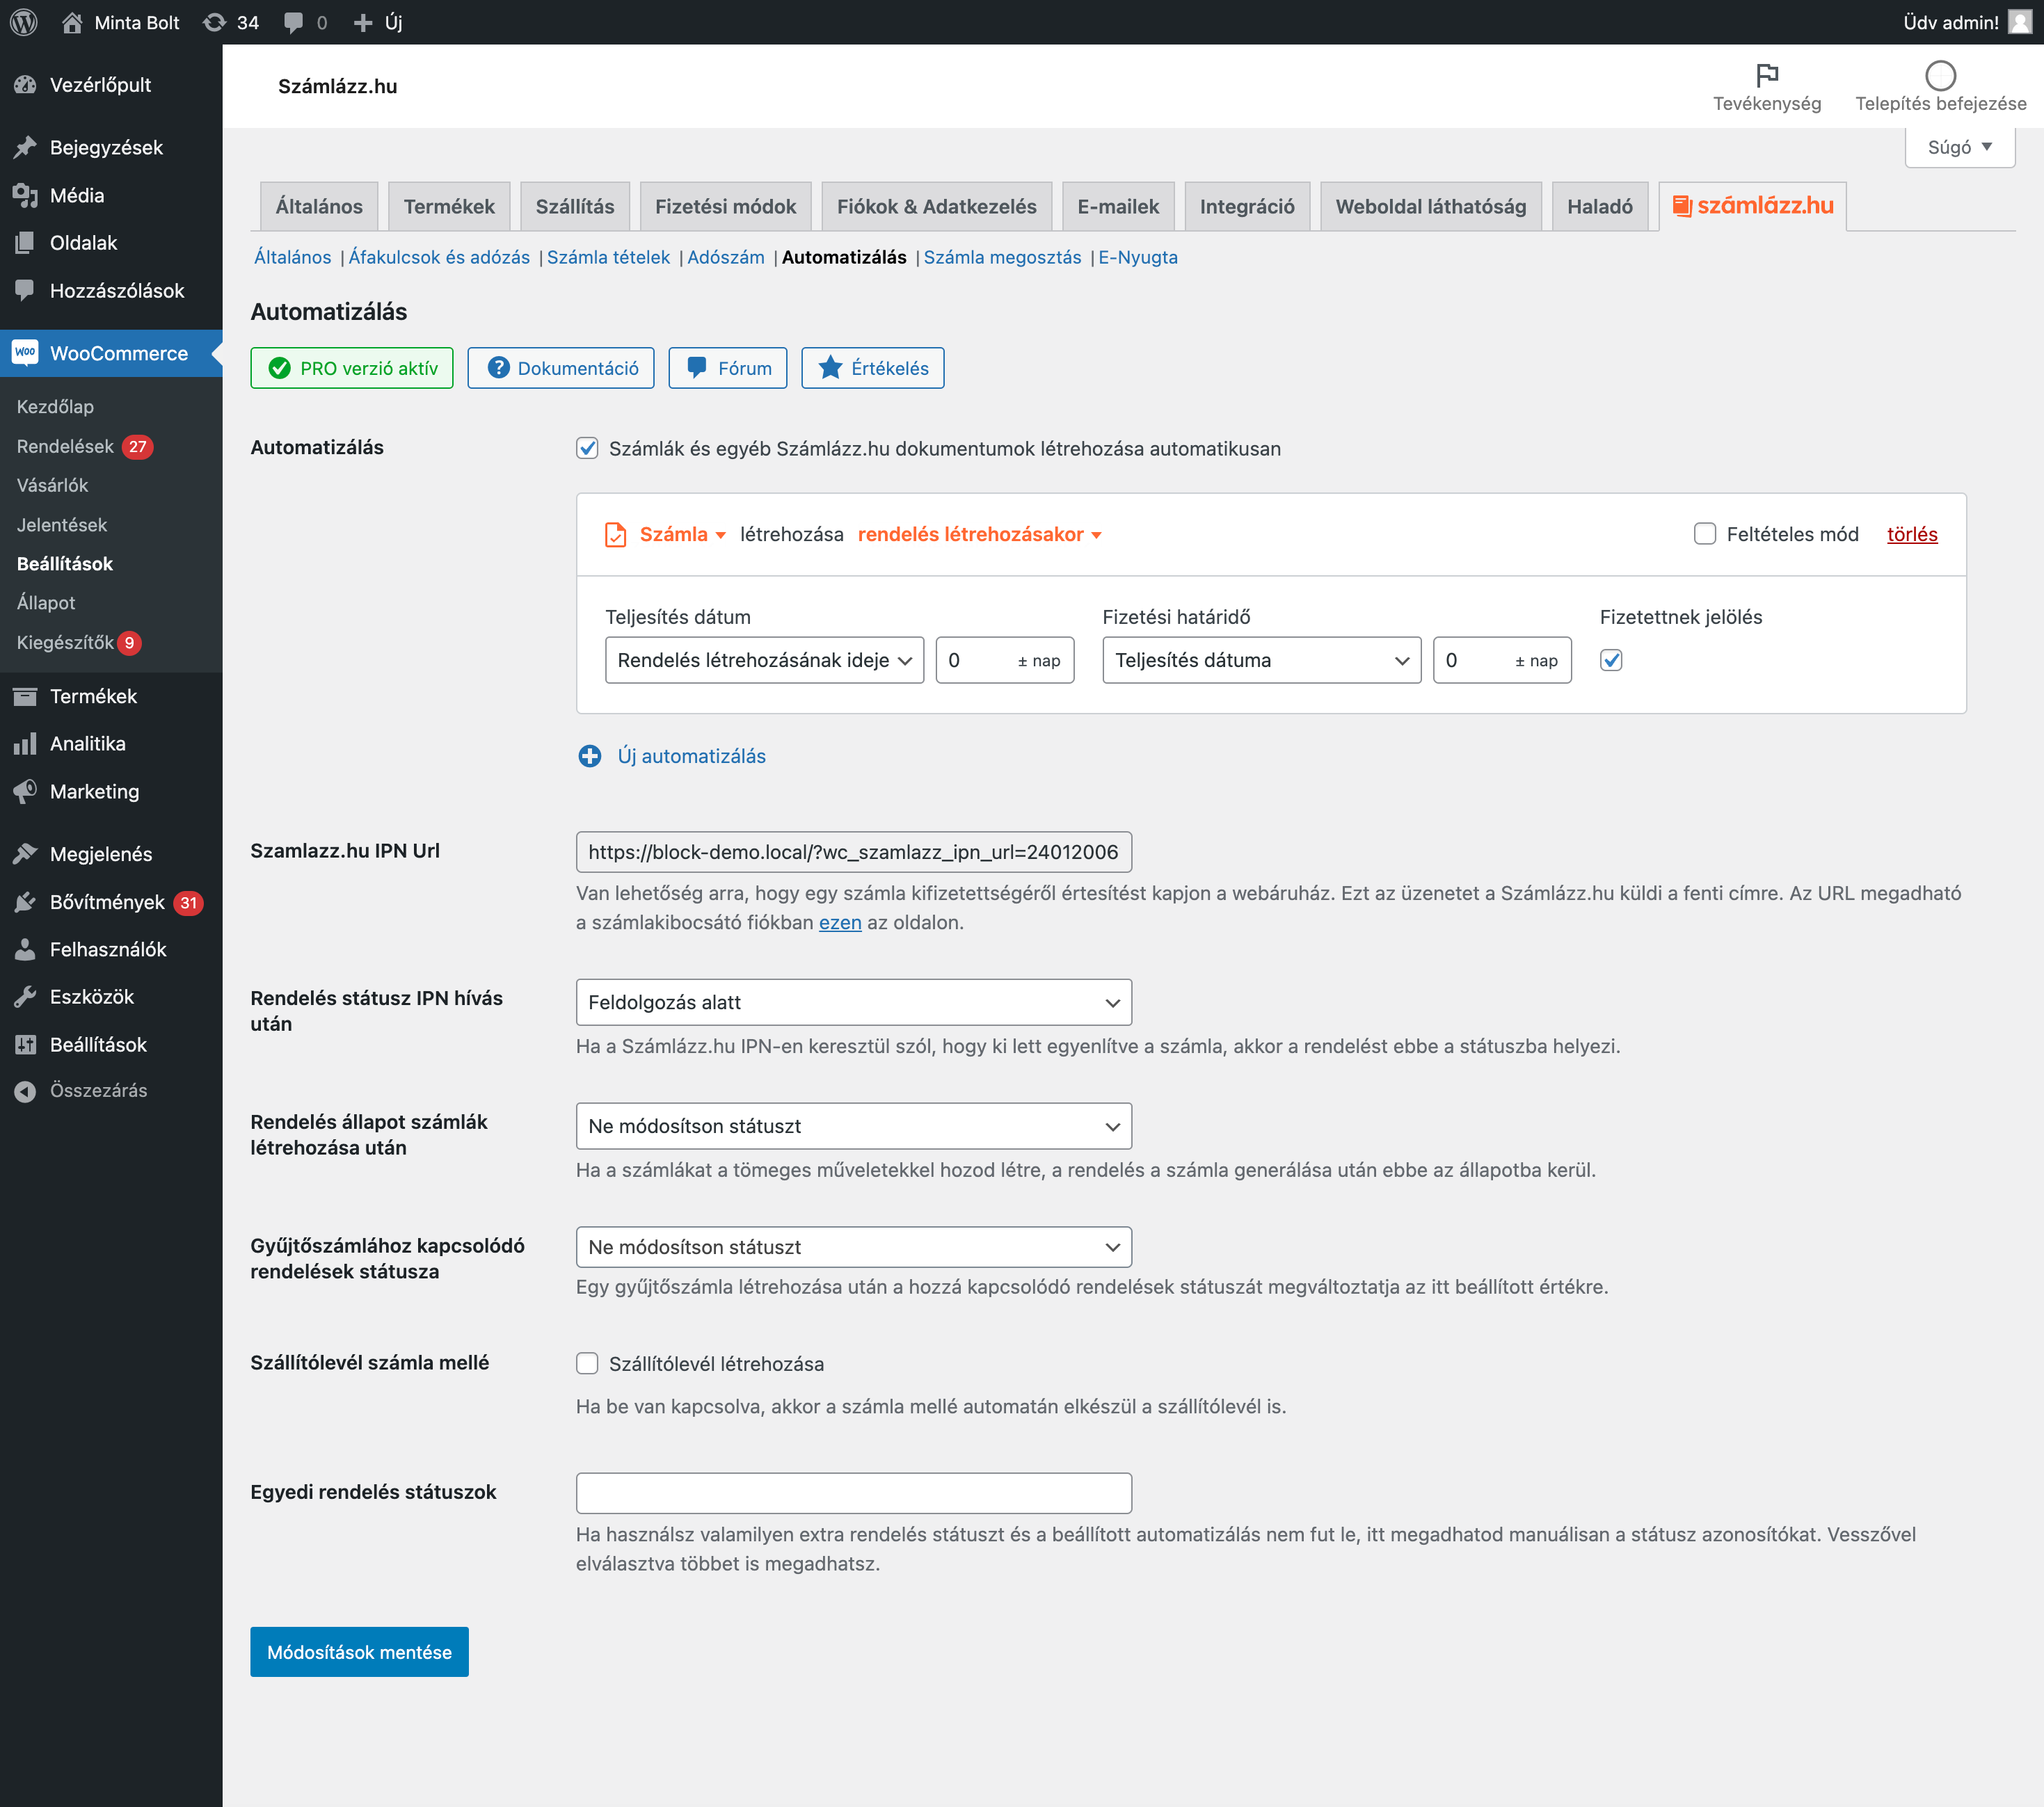 Minta Bolt 34 0 Új Üdv admin!
Vezérlőpult
Bejegyzések
Média
Oldalak
Hozzászólások
WooCommerce
Kezdőlap
Rendelések 27
Vásárlók
Jelentések
Beállítások
Állapot
Kiegészítők 9
Termékek
Analitika
Marketing
Megjelenés
Bővítmények 31
Felhasználók
Eszközök
Beállítások
Összezárás
Számlázz.hu
Tevékenység
Telepítés befejezése
Súgó
Általános Termékek Szállítás Fizetési módok Fiókok & Adatkezelés E-mailek Integráció Weboldal láthatóság Haladó számlázz.hu
Általános | Áfakulcsok és adózás | Számla tételek | Adószám | Automatizálás | Számla megosztás | E-Nyugta
Automatizálás
PRO verzió aktív Dokumentáció Fórum Értékelés
Automatizálás
Számlák és egyéb Számlázz.hu dokumentumok létrehozása automatikusan
Számla létrehozása rendelés létrehozásakor Feltételes mód törlés
Teljesítés dátum Fizetési határidő Fizetettnek jelölés
Rendelés létrehozásának ideje 0 ± nap Teljesítés dátuma 0 ± nap
Új automatizálás
Szamlazz.hu IPN Url
https://block-demo.local/?wc_szamlazz_ipn_url=24012006
Van lehetőség arra, hogy egy számla kifizetettségéről értesítést kapjon a webáruház. Ezt az üzenetet a Számlázz.hu küldi a fenti címre. Az URL megadható
a számlakibocsátó fiókban ezen az oldalon.
Rendelés státusz IPN hívás
után
Feldolgozás alatt
Ha a Számlázz.hu IPN-en keresztül szól, hogy ki lett egyenlítve a számla, akkor a rendelést ebbe a státuszba helyezi.
Rendelés állapot számlák
létrehozása után
Ne módosítson státuszt
Ha a számlákat a tömeges műveletekkel hozod létre, a rendelés a számla generálása után ebbe az állapotba kerül.
Gyűjtőszámlához kapcsolódó
rendelések státusza
Ne módosítson státuszt
Egy gyűjtőszámla létrehozása után a hozzá kapcsolódó rendelések státuszát megváltoztatja az itt beállított értékre.
Szállítólevél számla mellé
Szállítólevél létrehozása
Ha be van kapcsolva, akkor a számla mellé automatán elkészül a szállítólevél is.
Egyedi rendelés státuszok
Ha használsz valamilyen extra rendelés státuszt és a beállított automatizálás nem fut le, itt megadhatod manuálisan a státusz azonosítókat. Vesszővel
elválasztva többet is megadhatsz.
Módosítások mentése